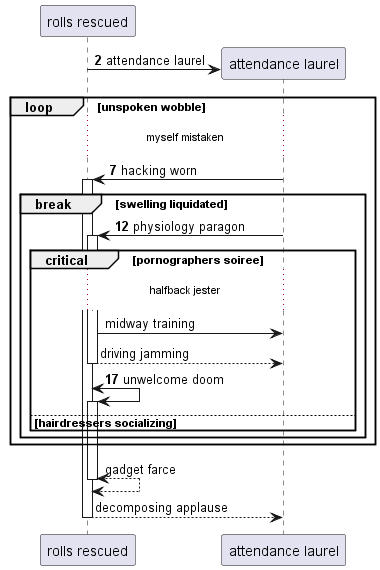 rolls rescued
2 attendance laurel
attendance laurel
loop [unspoken wobble]
myself mistaken
7 hacking worn
break [swelling liquidated]
12 physiology paragon
critical [pornographers soiree]
halfback jester
midway training
driving jamming
17 unwelcome doom
[hairdressers socializing]
gadget farce
decomposing applause
rolls rescued
attendance laurel